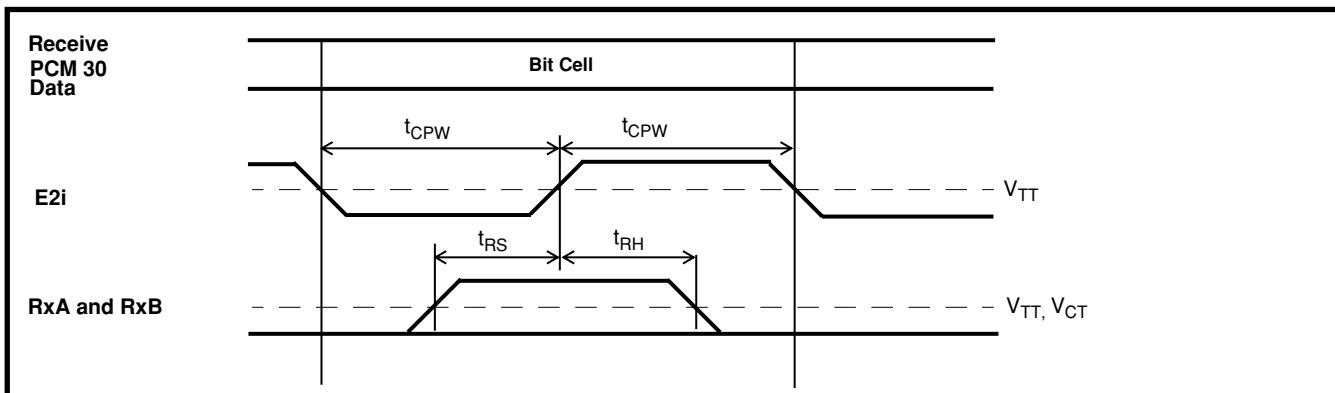 Receive
PCM 30
Data
Bit Cell
tCPW
tCPW
E2i
VTT
tRS
tRH
RxA and RxB
VTT, VCT